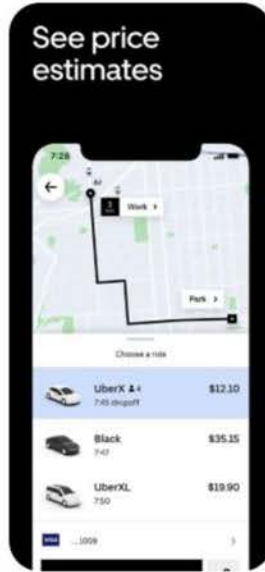 See price
estimates
7:28
Work >
Park >
Choose a ride
UberX 4 $12.10
7:45 dropoff
Black $35.15
7:47
UberXL $19.90
7:50
VISA ...1009 >